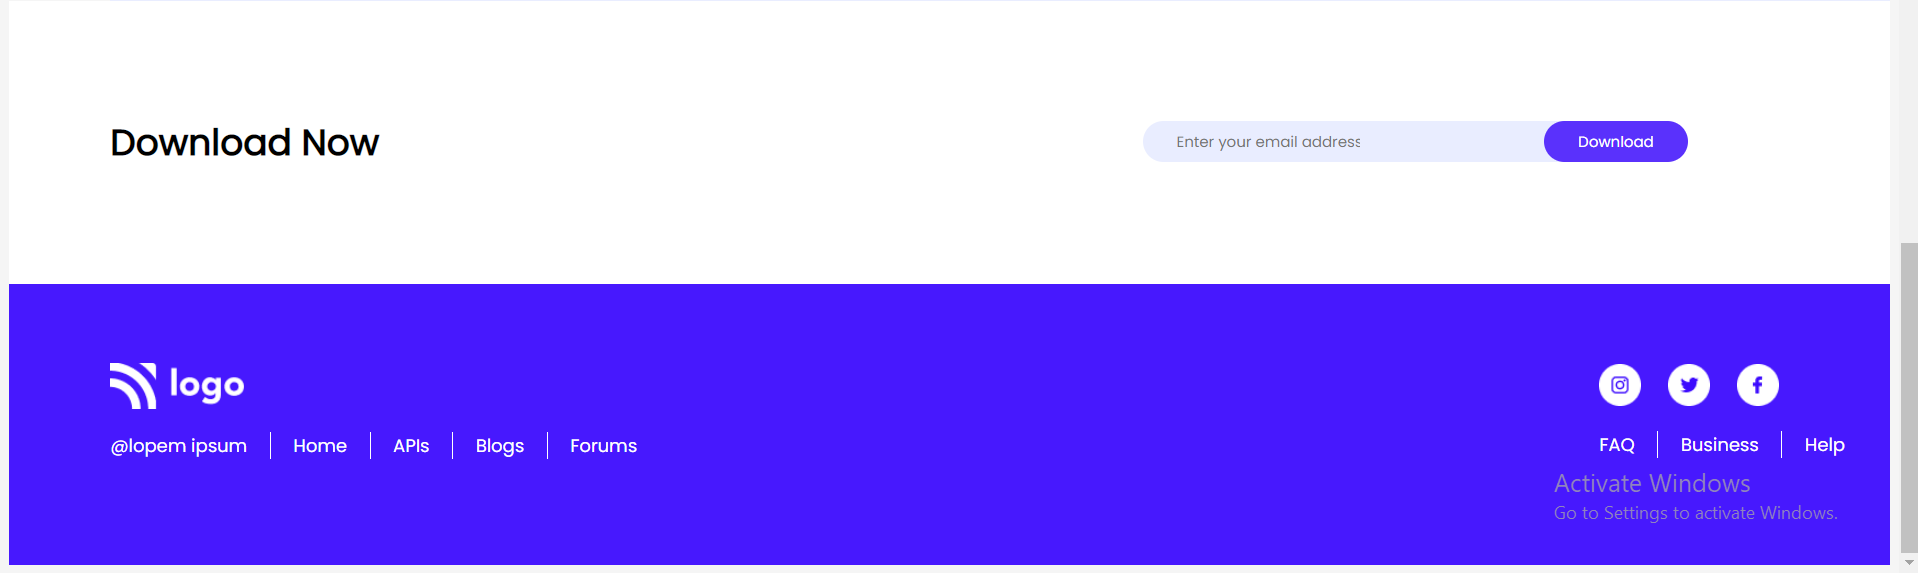 Download Now
Enter your email address
Download
logo
@lopem ipsum Home APIs Blogs Forums
FAQ Business Help
Activate Windows
Go to Settings to activate Windows.